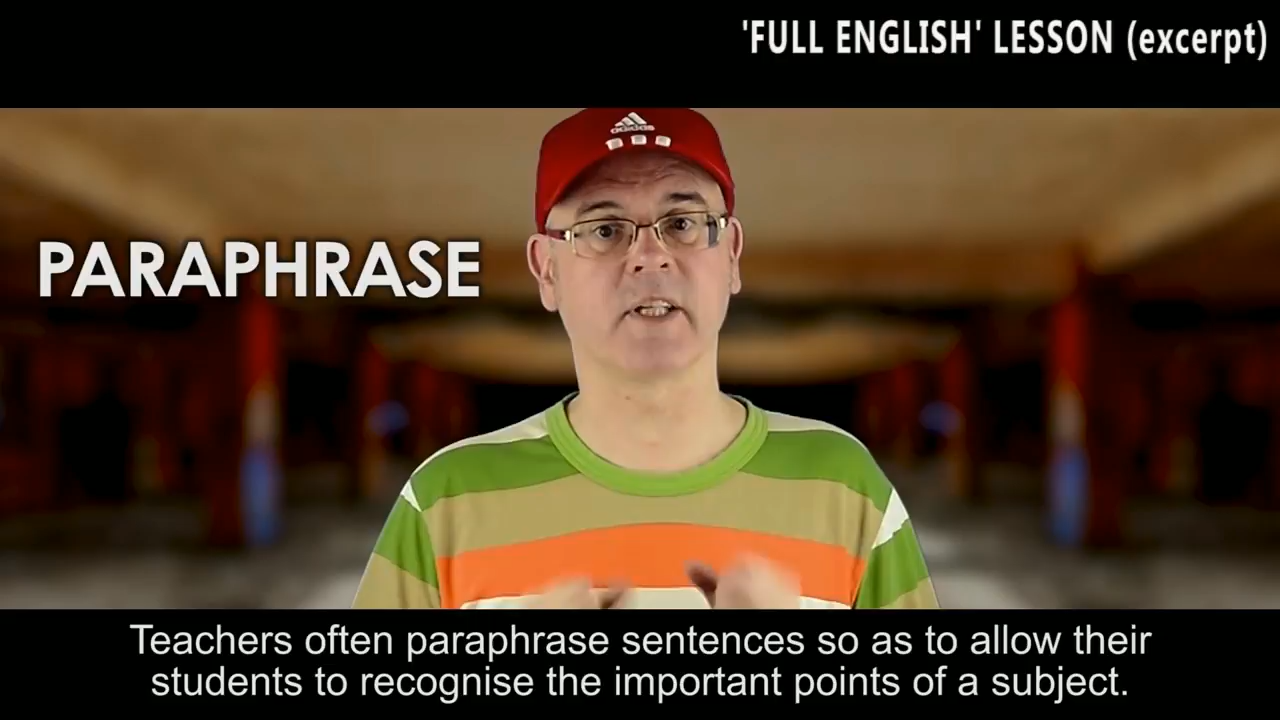 'FULL ENGLISH' LESSON (excerpt)
adidas
PARAPHRASE
Teachers often paraphrase sentences so as to allow their
students to recognise the important points of a subject.